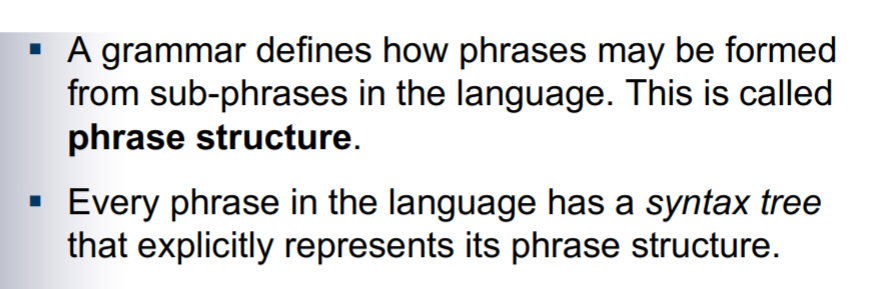 ▪ A grammar defines how phrases may be formed
from sub-phrases in the language. This is called
phrase structure.
▪ Every phrase in the language has a syntax tree
that explicitly represents its phrase structure.